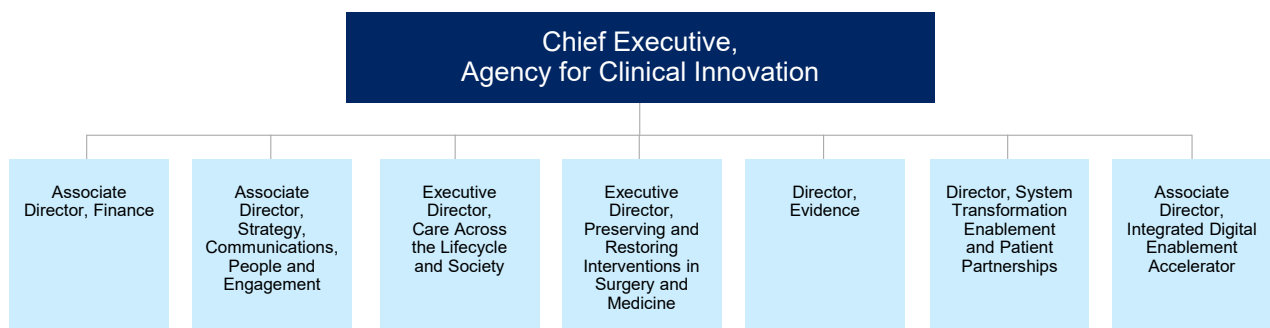 Chief Executive,
Agency for Clinical Innovation
Associate
Director, Finance
Associate
Director,
Strategy,
Communications,
People and
Engagement
Executive
Director,
Care Across
the Lifecycle
and Society
Executive
Director,
Preserving and
Restoring
Interventions in
Surgery and
Medicine
Director,
Evidence
Director, System
Transformation
Enablement
and Patient
Partnerships
Associate
Director,
Integrated Digital
Enablement
Accelerator